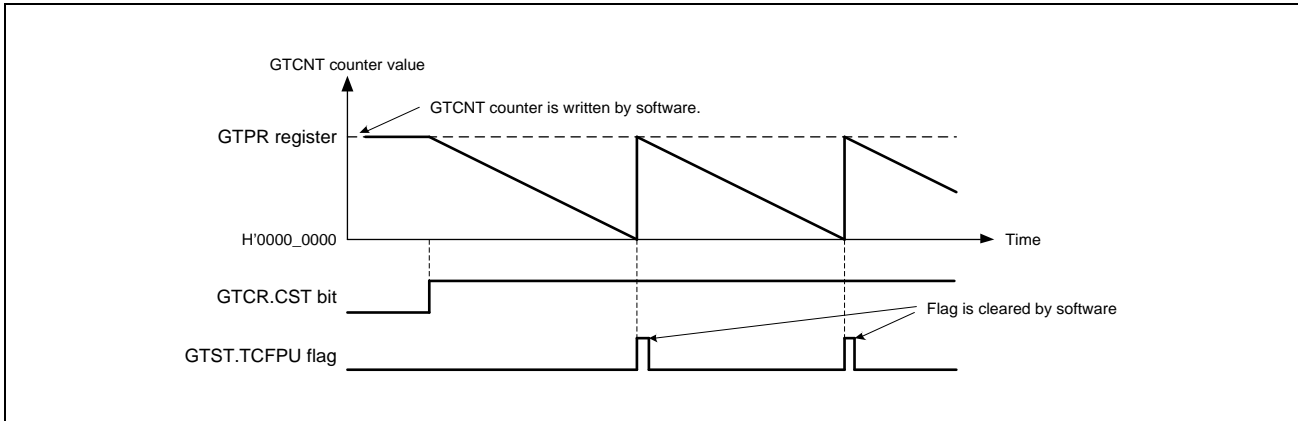 GTCNT counter value
GTCNT counter is written by software.
GTPR register
H'0000_0000
Time
GTCR.CST bit
Flag is cleared by software
GTST.TCFPU flag